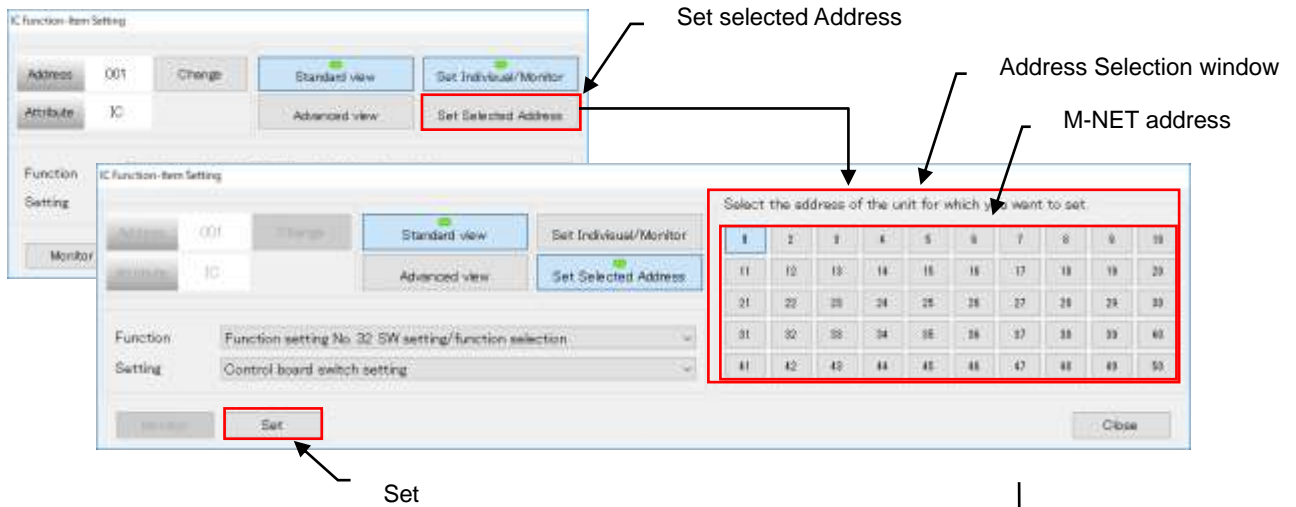 Set selected Address
IC Function-Item Setting
Address 001 Change Standard view Set Indiviaual/Monitor
Address Selection window
Attribute IC Advanced view Set Selected Address
M-NET address
Function
Setting
Monitor
IC Function-Item Setting
Select the address of the unit for which you want to set.
Address 001 Change Standard view Set Indiviaual/Monitor
Attribute IC Advanced view Set Selected Address
1 2 3 4 5 6 7 8 9 10
11 12 13 14 15 16 17 18 19 20
21 22 23 24 25 26 27 28 29 30
31 32 33 34 35 36 37 38 39 40
41 42 43 44 45 46 47 48 49 50
Function Function setting No. 32 SW setting/function selection
Setting Control board switch setting
Monitor Set Close
Set